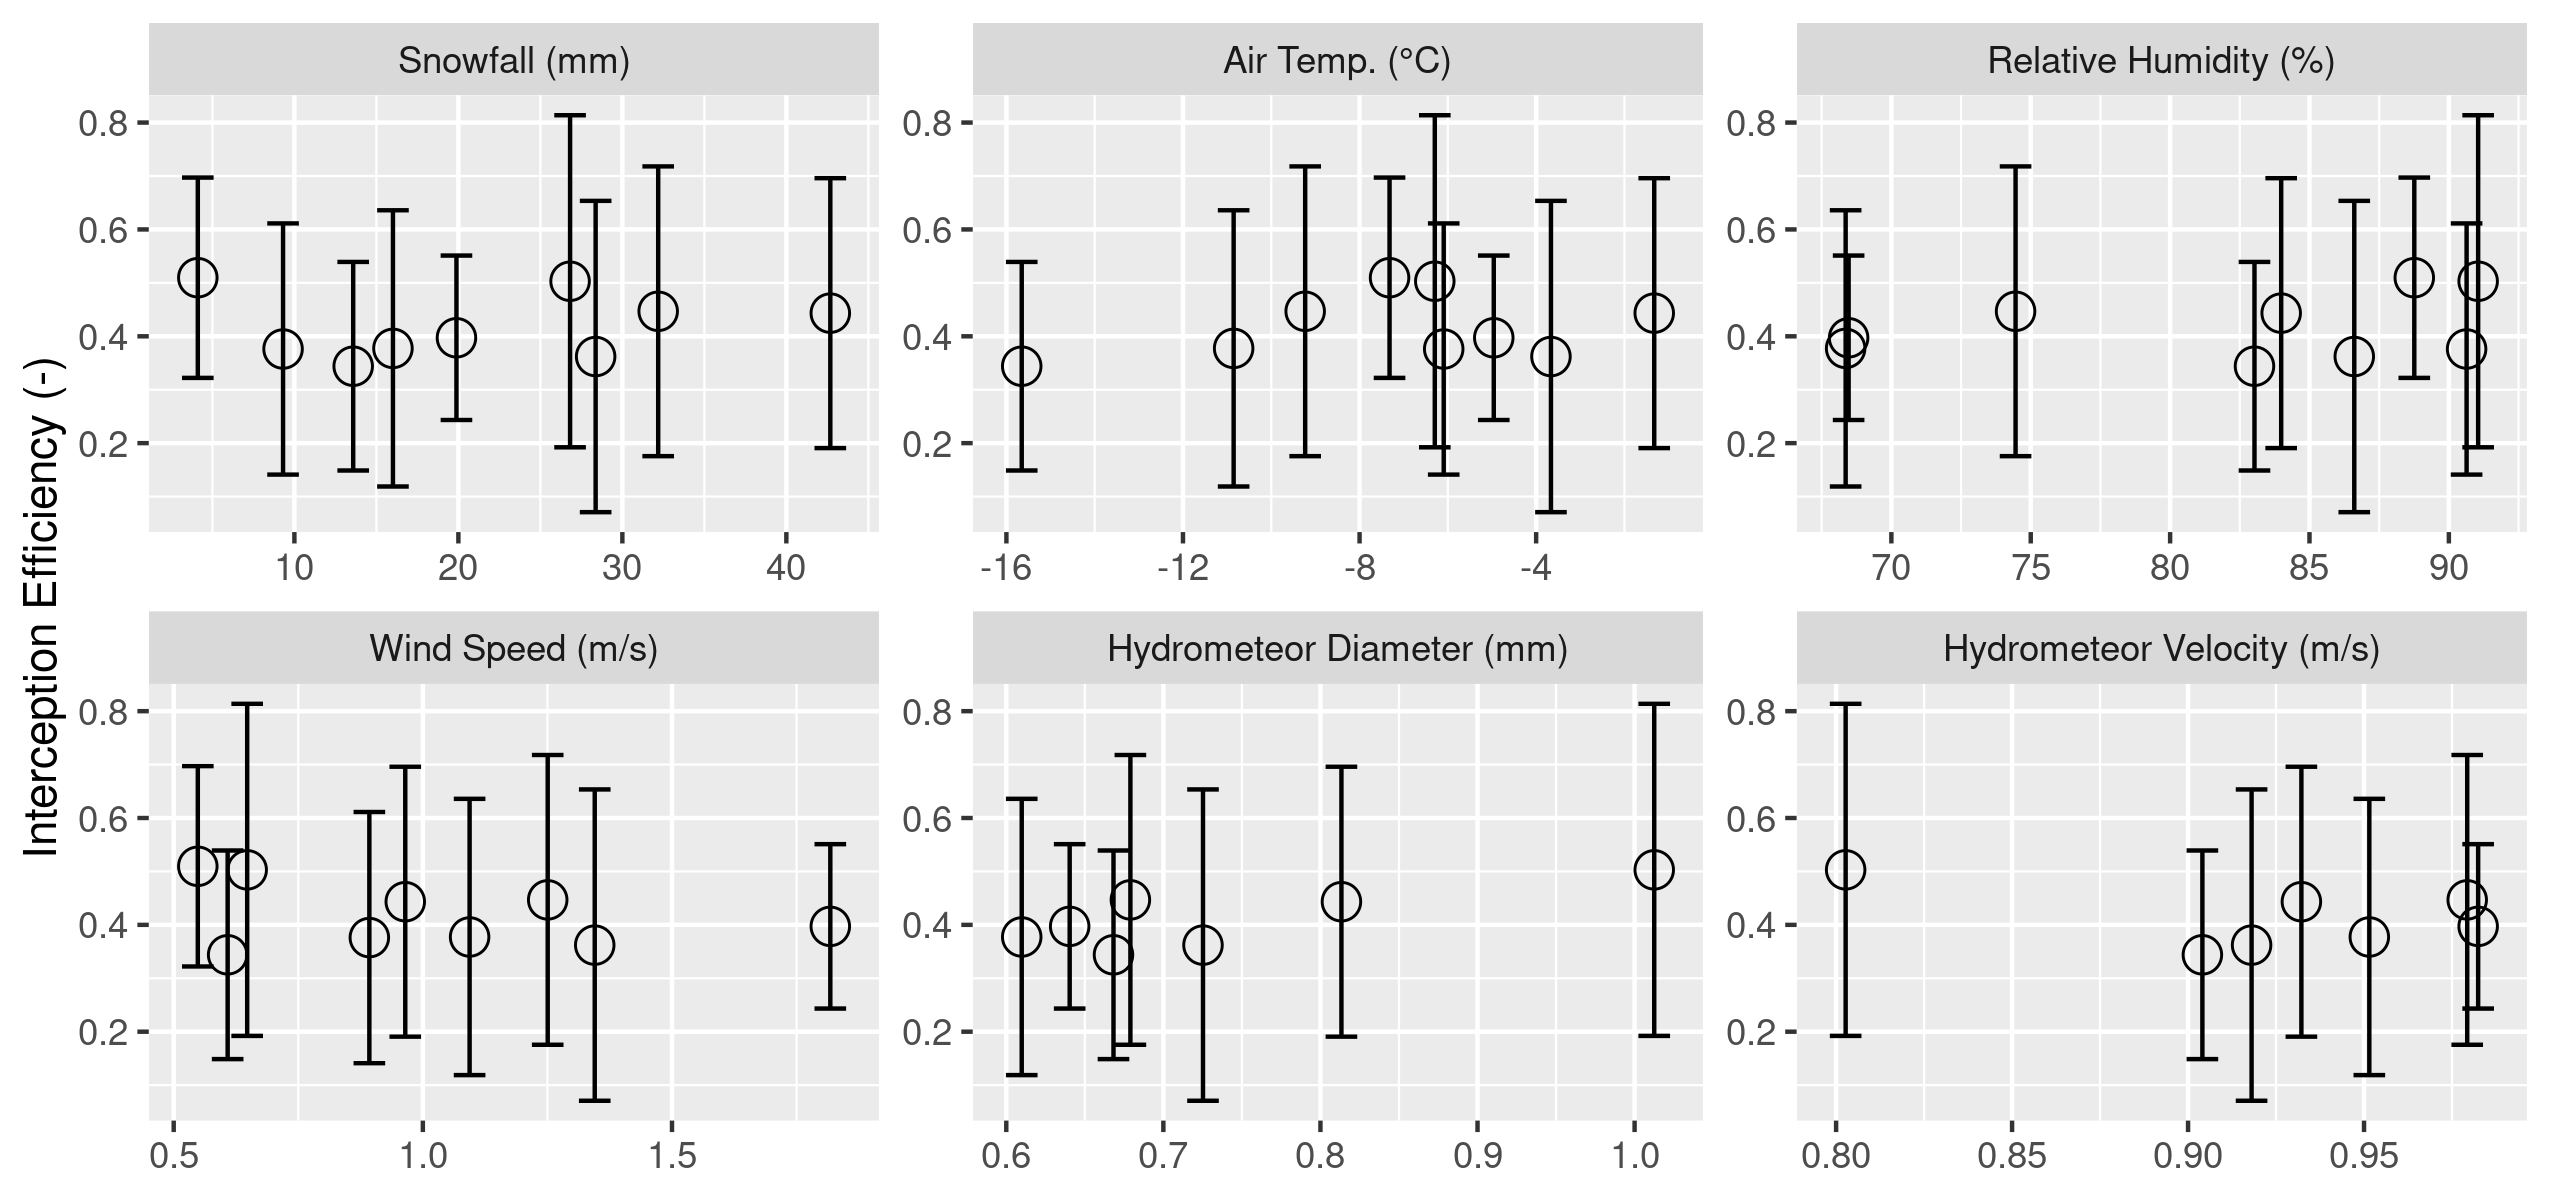 Interception Efficiency (-)
Snowfall (mm)
0.8
0.6
0.4
0.2
10 20 30 40
Air Temp. (°C)
0.8
0.6
0.4
0.2
-16 -12 -8 -4
Relative Humidity (%)
0.8
0.6
0.4
0.2
70 75 80 85 90
Wind Speed (m/s)
0.8
0.6
0.4
0.2
0.5 1.0 1.5
Hydrometeor Diameter (mm)
0.8
0.6
0.4
0.2
0.6 0.7 0.8 0.9 1.0
Hydrometeor Velocity (m/s)
0.8
0.6
0.4
0.2
0.80 0.85 0.90 0.95